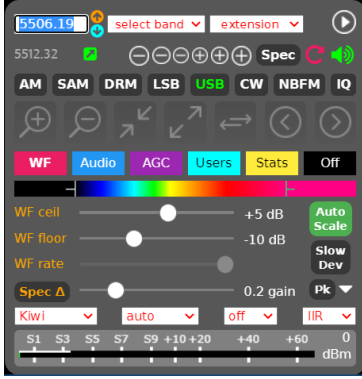 5506.19 select band extension
5512.32 Spec
AM SAM DRM LSB USB CW NBFM IQ
WF Audio AGC Users Stats Off
WF ceil +5 dB Auto Scale
WF floor -10 dB
WF rate Slow Dev
Spec Δ 0.2 gain Pk
Kiwi auto off IIR
S1 S3 S5 S7 S9 +10 +20 +40 +60 0
dBm